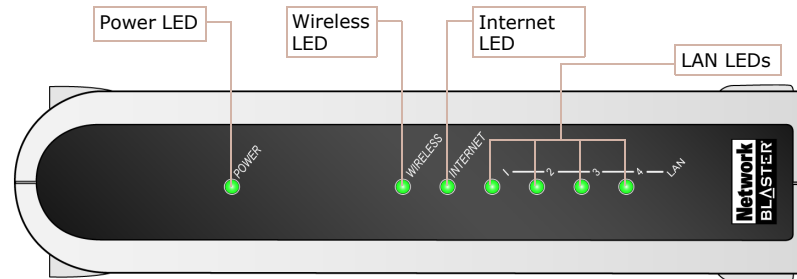 Power LED
Wireless
LED
Internet
LED
LAN LEDs
POWER
WIRELESS
INTERNET
1
2
3
4
LAN
Network
BLASTER